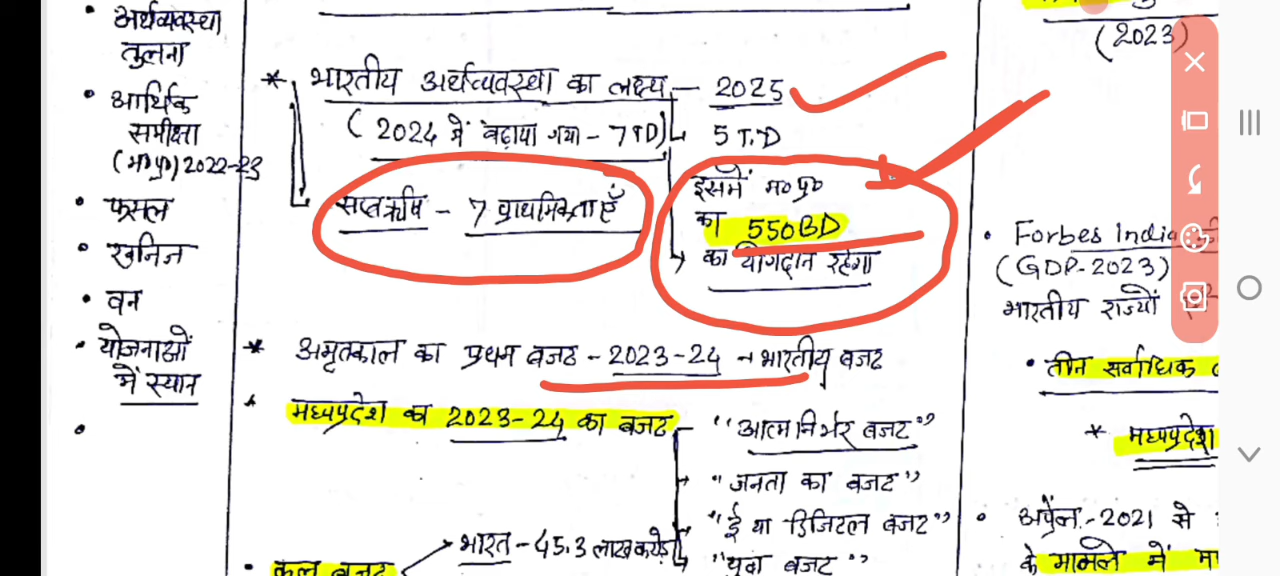 अर्थव्यवस्था
तुलना
आर्थिक
समीक्षा
(म०प्र०) 2022-23
फसल
खनिज
वन
योजनाओं
में स्थान
* भारतीय अर्थव्यवस्था का लक्ष्य - 2025
(2024 में बढ़ाया गया - 7TD) 5 T.D
सप्तऋषि - 7 प्राथमिकताएँ
इसमें म०प्र०
का 550BD
का योगदान रहेगा
* अमृतकाल का प्रथम बजट - 2023-24 → भारतीय बजट
मध्यप्रदेश का 2023-24 का बजट
"आत्मनिर्भर बजट"
"जनता का बजट"
"ई या डिजिटल बजट"
"युवा बजट"
भारत - 45.3 लाख करोड़
कुल बजट
(2023)
Forbes India
(GDP-2023)
भारतीय राज्यों
तीन सर्वाधिक
* मध्यप्रदेश
अप्रैल-2021 से
के मामले में